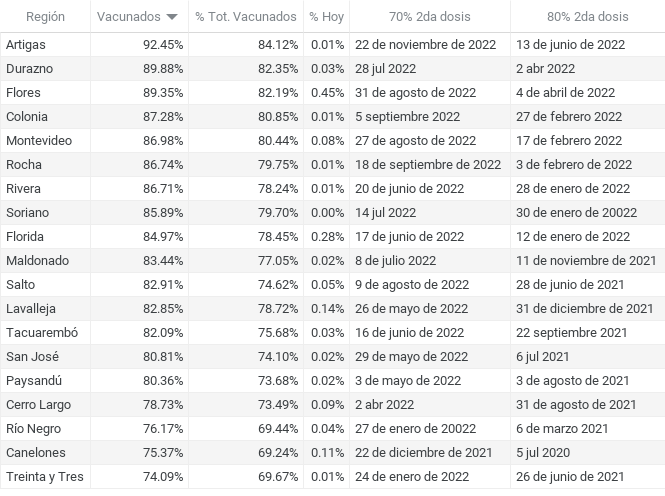 Región Vacunados % Tot. Vacunados % Hoy 70% 2da dosis 80% 2da dosis
Artigas 92.45% 84.12% 0.01% 22 de noviembre de 2022 13 de junio de 2022
Durazno 89.88% 82.35% 0.03% 28 jul 2022 2 abr 2022
Flores 89.35% 82.19% 0.45% 31 de agosto de 2022 4 de abril de 2022
Colonia 87.28% 80.85% 0.01% 5 septiembre 2022 27 de febrero 2022
Montevideo 86.98% 80.44% 0.08% 27 de agosto de 2022 17 de febrero 2022
Rocha 86.74% 79.75% 0.01% 18 de septiembre de 2022 3 de febrero de 2022
Rivera 86.71% 78.24% 0.01% 20 de junio de 2022 28 de enero de 2022
Soriano 85.89% 79.70% 0.00% 14 jul 2022 30 de enero de 20022
Florida 84.97% 78.45% 0.28% 17 de junio de 2022 12 de enero de 2022
Maldonado 83.44% 77.05% 0.02% 8 de julio 2022 11 de noviembre de 2021
Salto 82.91% 74.62% 0.05% 9 de agosto de 2022 28 de junio de 2021
Lavalleja 82.85% 78.72% 0.14% 26 de mayo de 2022 31 de diciembre de 2021
Tacuarembó 82.09% 75.68% 0.03% 16 de junio de 2022 22 septiembre 2021
San José 80.81% 74.10% 0.02% 29 de mayo de 2022 6 jul 2021
Paysandú 80.36% 73.68% 0.02% 3 de mayo de 2022 3 de agosto de 2021
Cerro Largo 78.73% 73.49% 0.09% 2 abr 2022 31 de agosto de 2021
Río Negro 76.17% 69.44% 0.04% 27 de enero de 20022 6 de marzo 2021
Canelones 75.37% 69.24% 0.11% 22 de diciembre de 2021 5 jul 2020
Treinta y Tres 74.09% 69.67% 0.01% 24 de enero de 2022 26 de junio de 2021